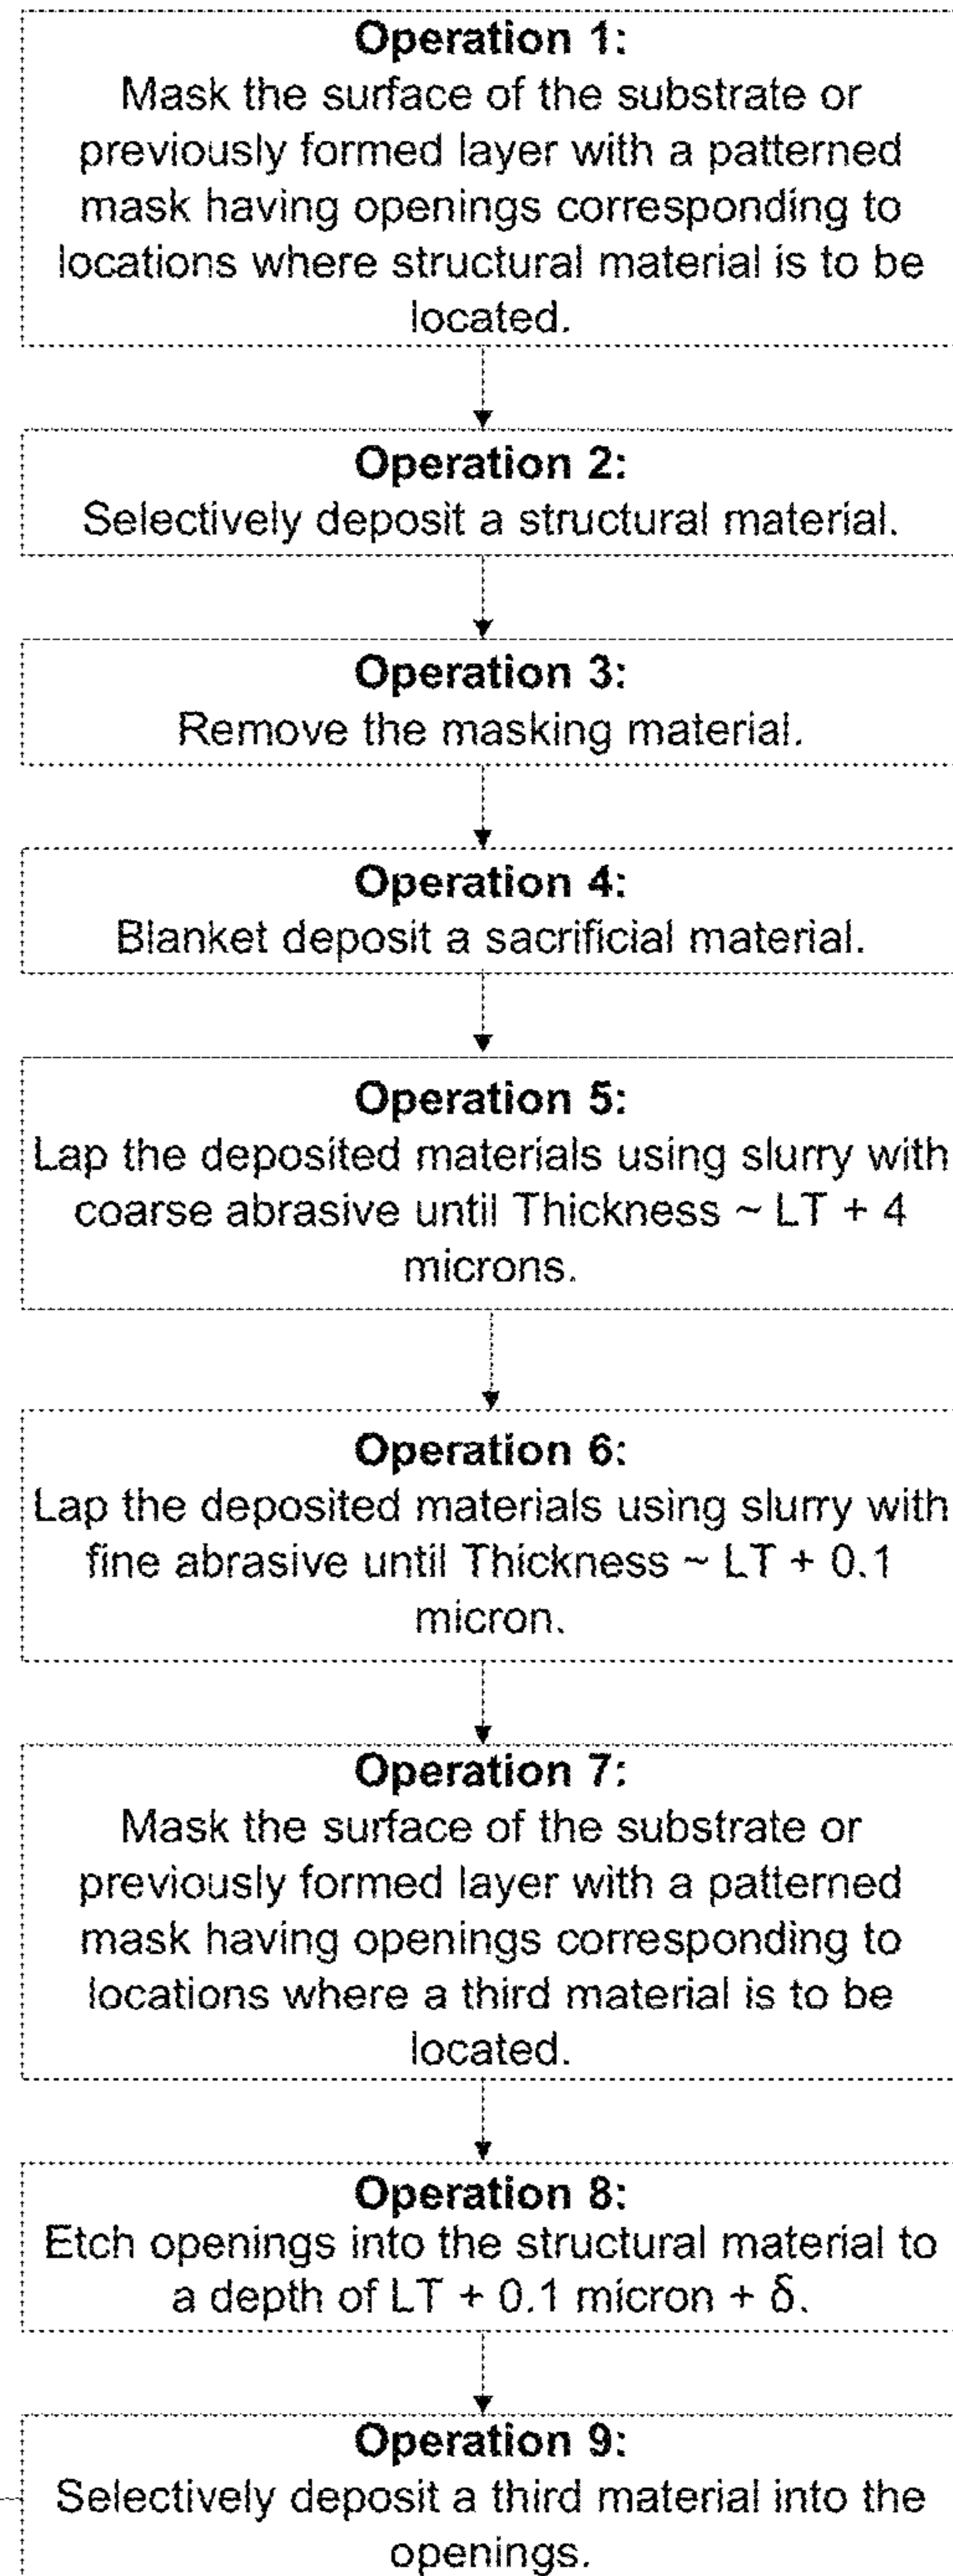 Operation 1:
Mask the surface of the substrate or
previously formed layer with a patterned
mask having openings corresponding to
locations where structural material is to be
located.
Operation 2:
Selectively deposit a structural material.
Operation 3:
Remove the masking material.
Operation 4:
Blanket deposit a sacrificial material.
Operation 5:
Lap the deposited materials using slurry with
coarse abrasive until Thickness ~ LT + 4
microns.
Operation 6:
Lap the deposited materials using slurry with
fine abrasive until Thickness ~ LT + 0.1
micron.
Operation 7:
Mask the surface of the substrate or
previously formed layer with a patterned
mask having openings corresponding to
locations where a third material is to be
located.
Operation 8:
Etch openings into the structural material to
a depth of LT + 0.1 micron + δ.
Operation 9:
Selectively deposit a third material into the
openings.